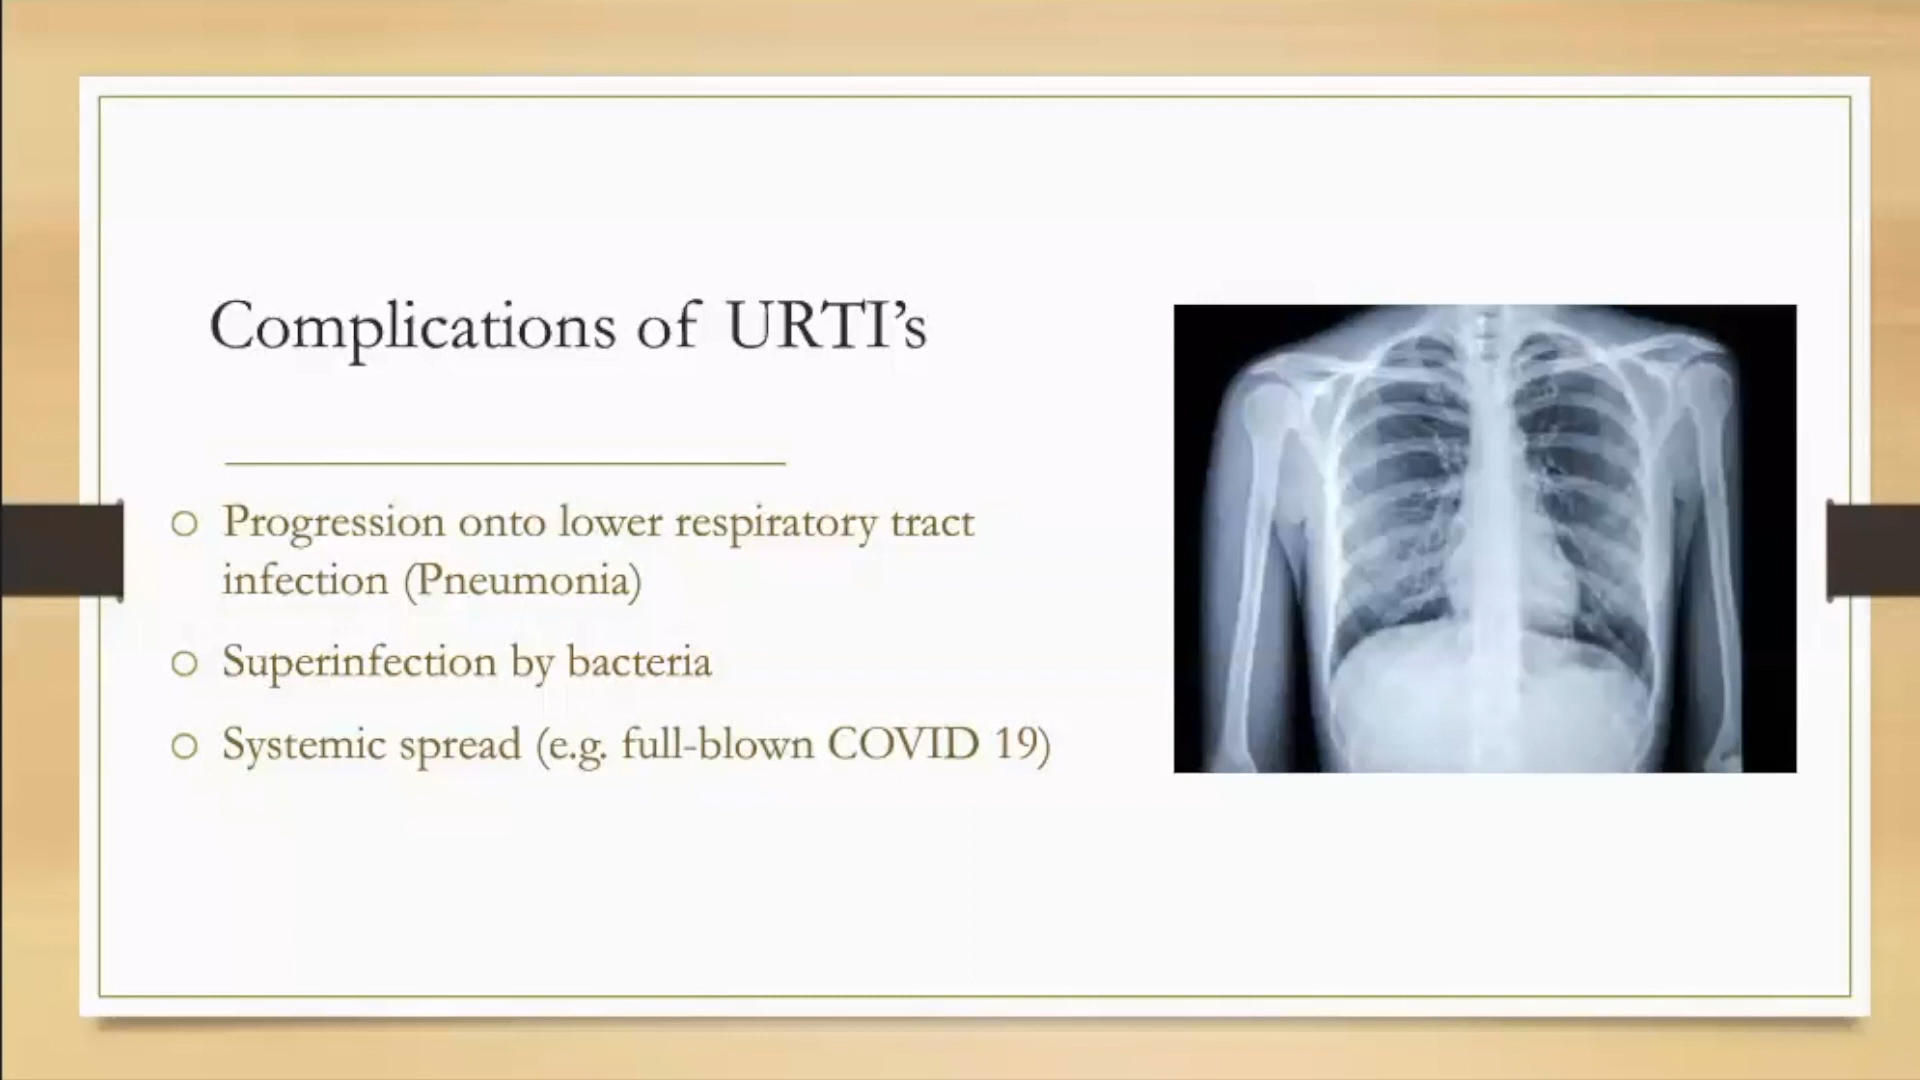 Complications of URTI’s
Progression onto lower respiratory tract
infection (Pneumonia)
Superinfection by bacteria
Systemic spread (e.g. full-blown COVID 19)